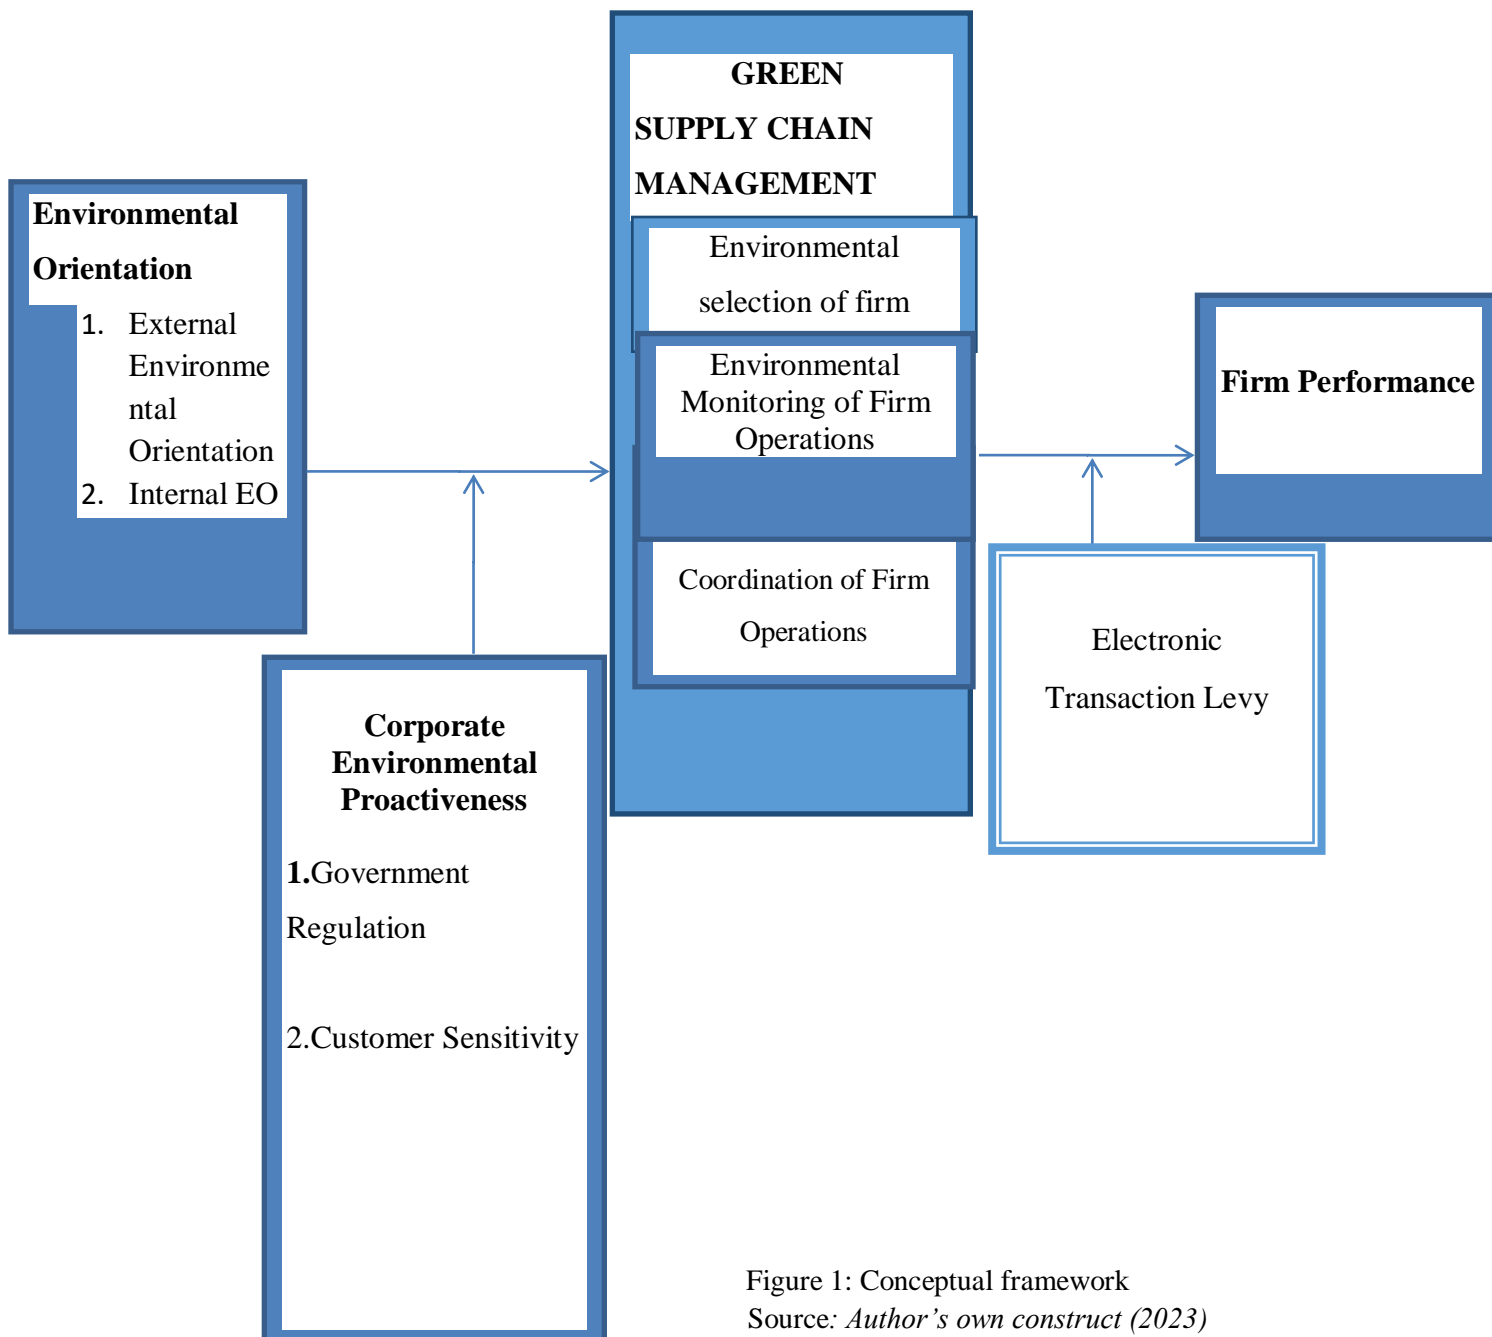 Environmental
Orientation
1. External
Environme
ntal
Orientation
2. Internal EO
Corporate
Environmental
Proactiveness
1.Government
Regulation
2.Customer Sensitivity
GREEN
SUPPLY CHAIN
MANAGEMENT
Environmental
selection of firm
Environmental
Monitoring of Firm
Operations
Coordination of Firm
Operations
Electronic
Transaction Levy
Firm Performance
Figure 1: Conceptual framework
Source: Author’s own construct (2023)